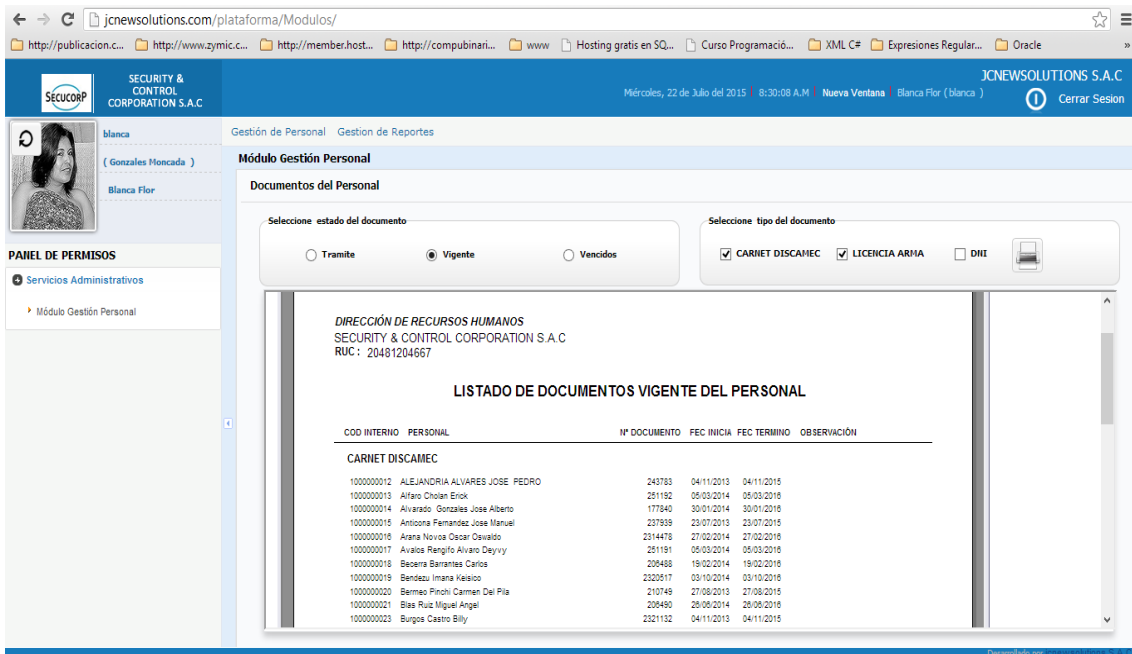 jcnewsolutions.com/plataforma/Modulos/
http://publicacion.c... http://www.zymic.c... http://member.host... http://compubinari... www Hosting gratis en SQ... Curso Programació... XML C# Expresiones Regular... Oracle »
SECUCORP
SECURITY &
CONTROL
CORPORATION S.A.C
JCNEWSOLUTIONS S.A.C
Miércoles, 22 de Julio del 2015 8:30:08 A.M Nueva Ventana Blanca Flor ( blanca )
Cerrar Sesion
blanca
( Gonzales Moncada )
Blanca Flor
PANEL DE PERMISOS
Servicios Administrativos
Módulo Gestión Personal
Gestión de Personal Gestion de Reportes
Módulo Gestión Personal
Documentos del Personal
Seleccione estado del documento
Tramite Vigente Vencidos
Seleccione tipo del documento
CARNET DISCAMEC LICENCIA ARMA DNI
DIRECCIÓN DE RECURSOS HUMANOS
SECURITY & CONTROL CORPORATION S.A.C
RUC : 20481204667
LISTADO DE DOCUMENTOS VIGENTE DEL PERSONAL
COD INTERNO PERSONAL N° DOCUMENTO FEC INICIA FEC TERMINO OBSERVACIÓN
CARNET DISCAMEC
1000000012 ALEJANDRIA ALVARES JOSE PEDRO 243783 04/11/2013 04/11/2015
1000000013 Alfaro Cholan Erick 251192 05/03/2014 05/03/2016
1000000014 Alvarado Gonzales Jose Alberto 177840 30/01/2014 30/01/2016
1000000015 Anticona Fernandez Jose Manuel 237939 23/07/2013 23/07/2015
1000000016 Arana Novoa Oscar Oswaldo 2314478 27/02/2014 27/02/2016
1000000017 Avalos Rengifo Alvaro Deyvy 251191 05/03/2014 05/03/2016
1000000018 Becerra Barrantes Carlos 206488 19/02/2014 19/02/2016
1000000019 Bendezu Imana Keisico 2320517 03/10/2014 03/10/2016
1000000020 Bermeo Pinchi Carmen Del Pila 210749 27/08/2013 27/08/2015
1000000021 Blas Ruiz Miguel Angel 206490 26/06/2014 26/06/2016
1000000023 Burgos Castro Billy 2321132 04/11/2013 04/11/2015
Desarrollado por jcnewsolutions S.A.C